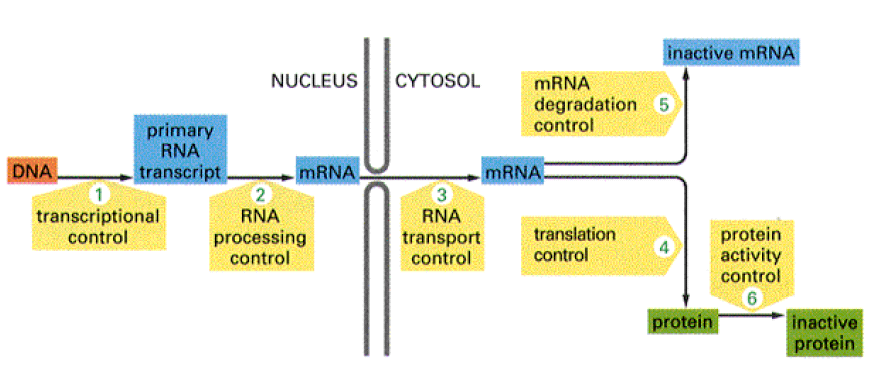 inactive mRNA
NUCLEUS
CYTOSOL
mRNA
degradation
control
5
primary
RNA
transcript
DNA
mRNA
mRNA
1
transcriptional
control
2
RNA
processing
control
3
RNA
transport
control
translation
control
4
protein
activity
control
6
protein
inactive
protein